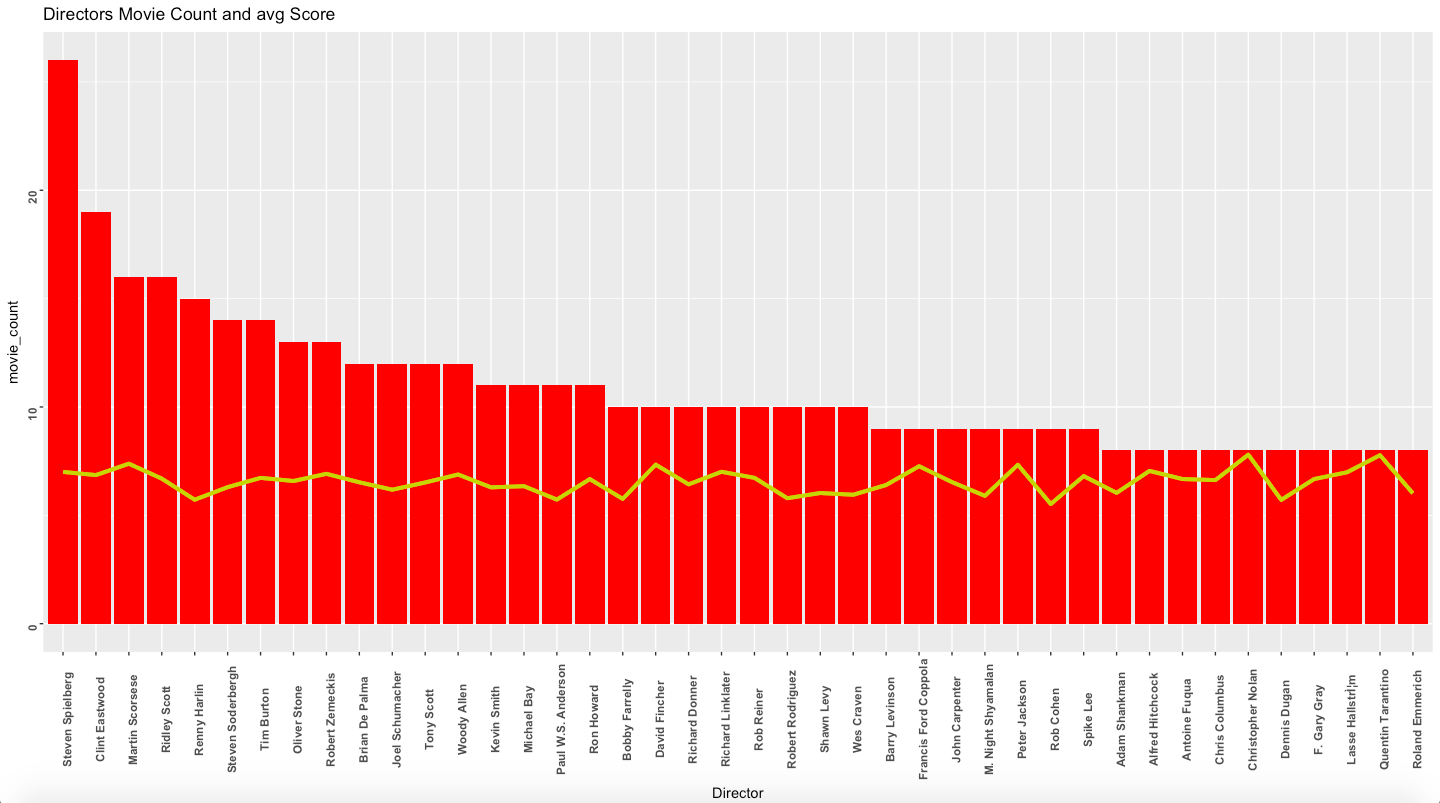 Directors Movie Count and avg Score
movie_count
20
10
0
Steven Spielberg
Clint Eastwood
Martin Scorsese
Ridley Scott
Renny Harlin
Steven Soderbergh
Tim Burton
Oliver Stone
Robert Zemeckis
Brian De Palma
Joel Schumacher
Tony Scott
Woody Allen
Kevin Smith
Michael Bay
Paul W.S. Anderson
Ron Howard
Bobby Farrelly
David Fincher
Richard Donner
Richard Linklater
Rob Reiner
Robert Rodriguez
Shawn Levy
Wes Craven
Barry Levinson
Francis Ford Coppola
John Carpenter
M. Night Shyamalan
Peter Jackson
Rob Cohen
Spike Lee
Adam Shankman
Alfred Hitchcock
Antoine Fuqua
Chris Columbus
Christopher Nolan
Dennis Dugan
F. Gary Gray
Lasse Hallstri¦m
Quentin Tarantino
Roland Emmerich
Director